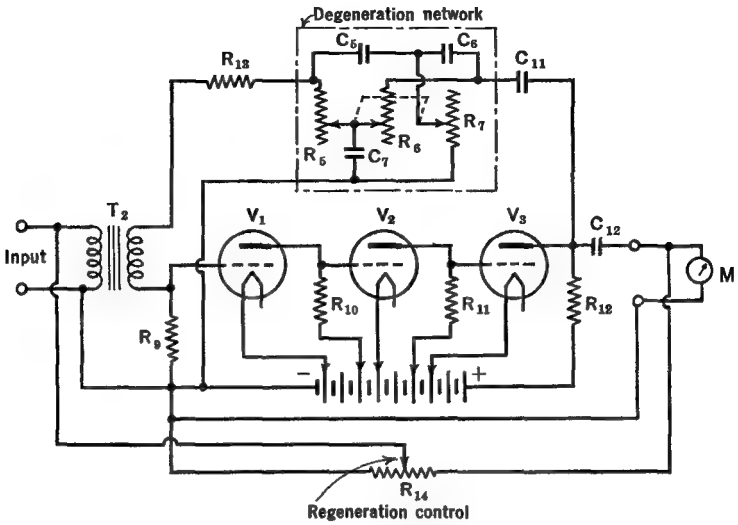 Degeneration network
C5
C6
R13
C11
R5
R6
R7
C7
T2
V1
V2
V3
C12
Input
M
R9
R10
R11
R12
− +
R14
Regeneration control